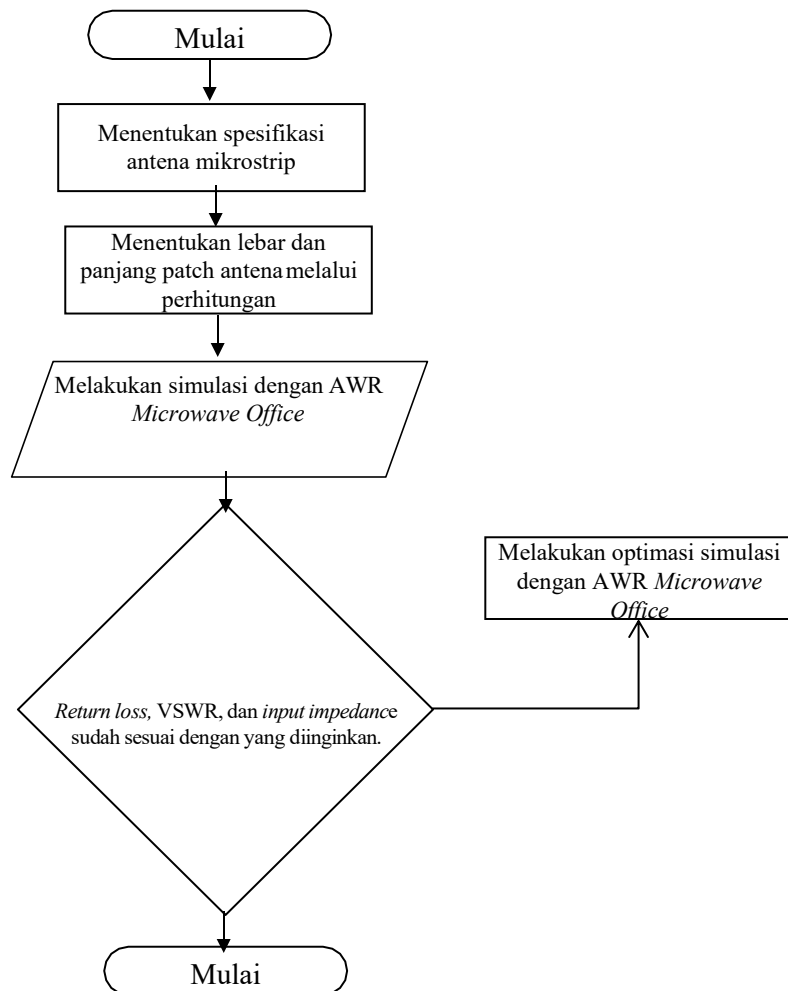 Mulai
Menentukan spesifikasi
antena mikrostrip
Menentukan lebar dan
panjang patch antena melalui
perhitungan
Melakukan simulasi dengan AWR
Microwave Office
Melakukan optimasi simulasi
dengan AWR Microwave
Office
Return loss, VSWR, dan input impedance
sudah sesuai dengan yang diinginkan.
Mulai